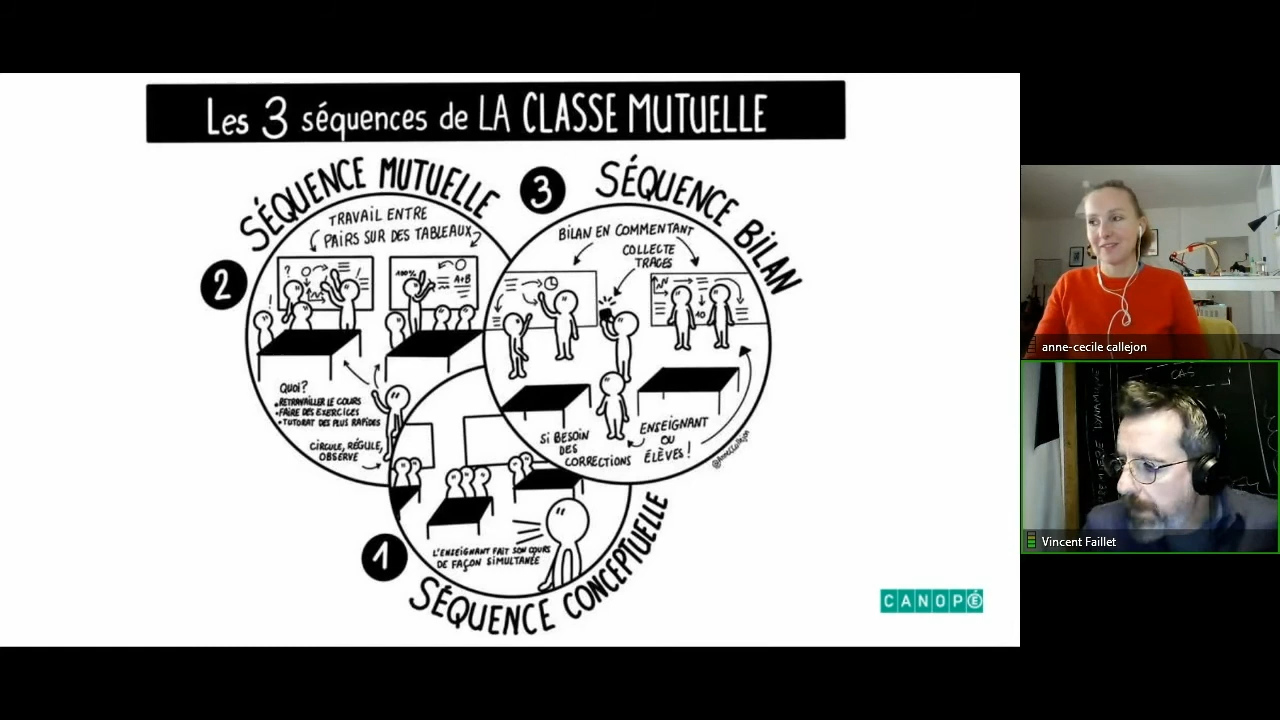 Les 3 séquences de LA CLASSE MUTUELLE
2
SÉQUENCE MUTUELLE
TRAVAIL ENTRE
PAIRS SUR DES TABLEAUX
?
100%
A+B
!
QUOI?
• RETRAVAILLER LE COURS
• FAIRE DES EXERCICES
• TUTORAT DES PLUS RAPIDES
CIRCULE, RÉGULE,
OBSERVE
3
SÉQUENCE BILAN
BILAN EN COMMENTANT
COLLECTE
TRACES
SI BESOIN
DES
CORRECTIONS
ENSEIGNANT
OU
ÉLÈVES !
1
SÉQUENCE CONCEPTUELLE
L'ENSEIGNANT FAIT SON COURS
DE FAÇON SIMULTANÉE
CANOPÉ
anne-cecile callejon
CAS
Vincent Faillet